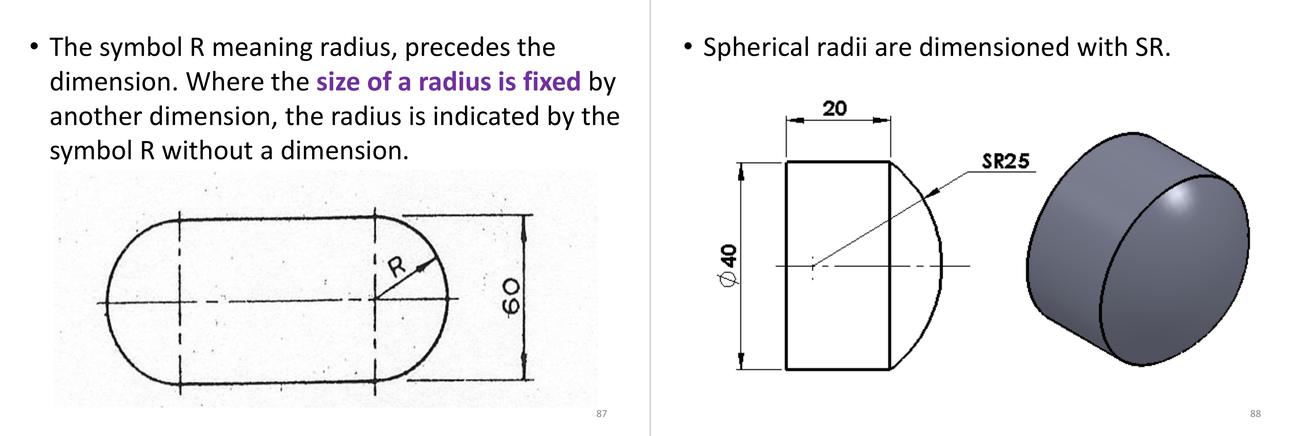 • The symbol R meaning radius, precedes the
dimension. Where the size of a radius is fixed by
another dimension, the radius is indicated by the
symbol R without a dimension.
R
60
87
• Spherical radii are dimensioned with SR.
20
SR25
∅40
88